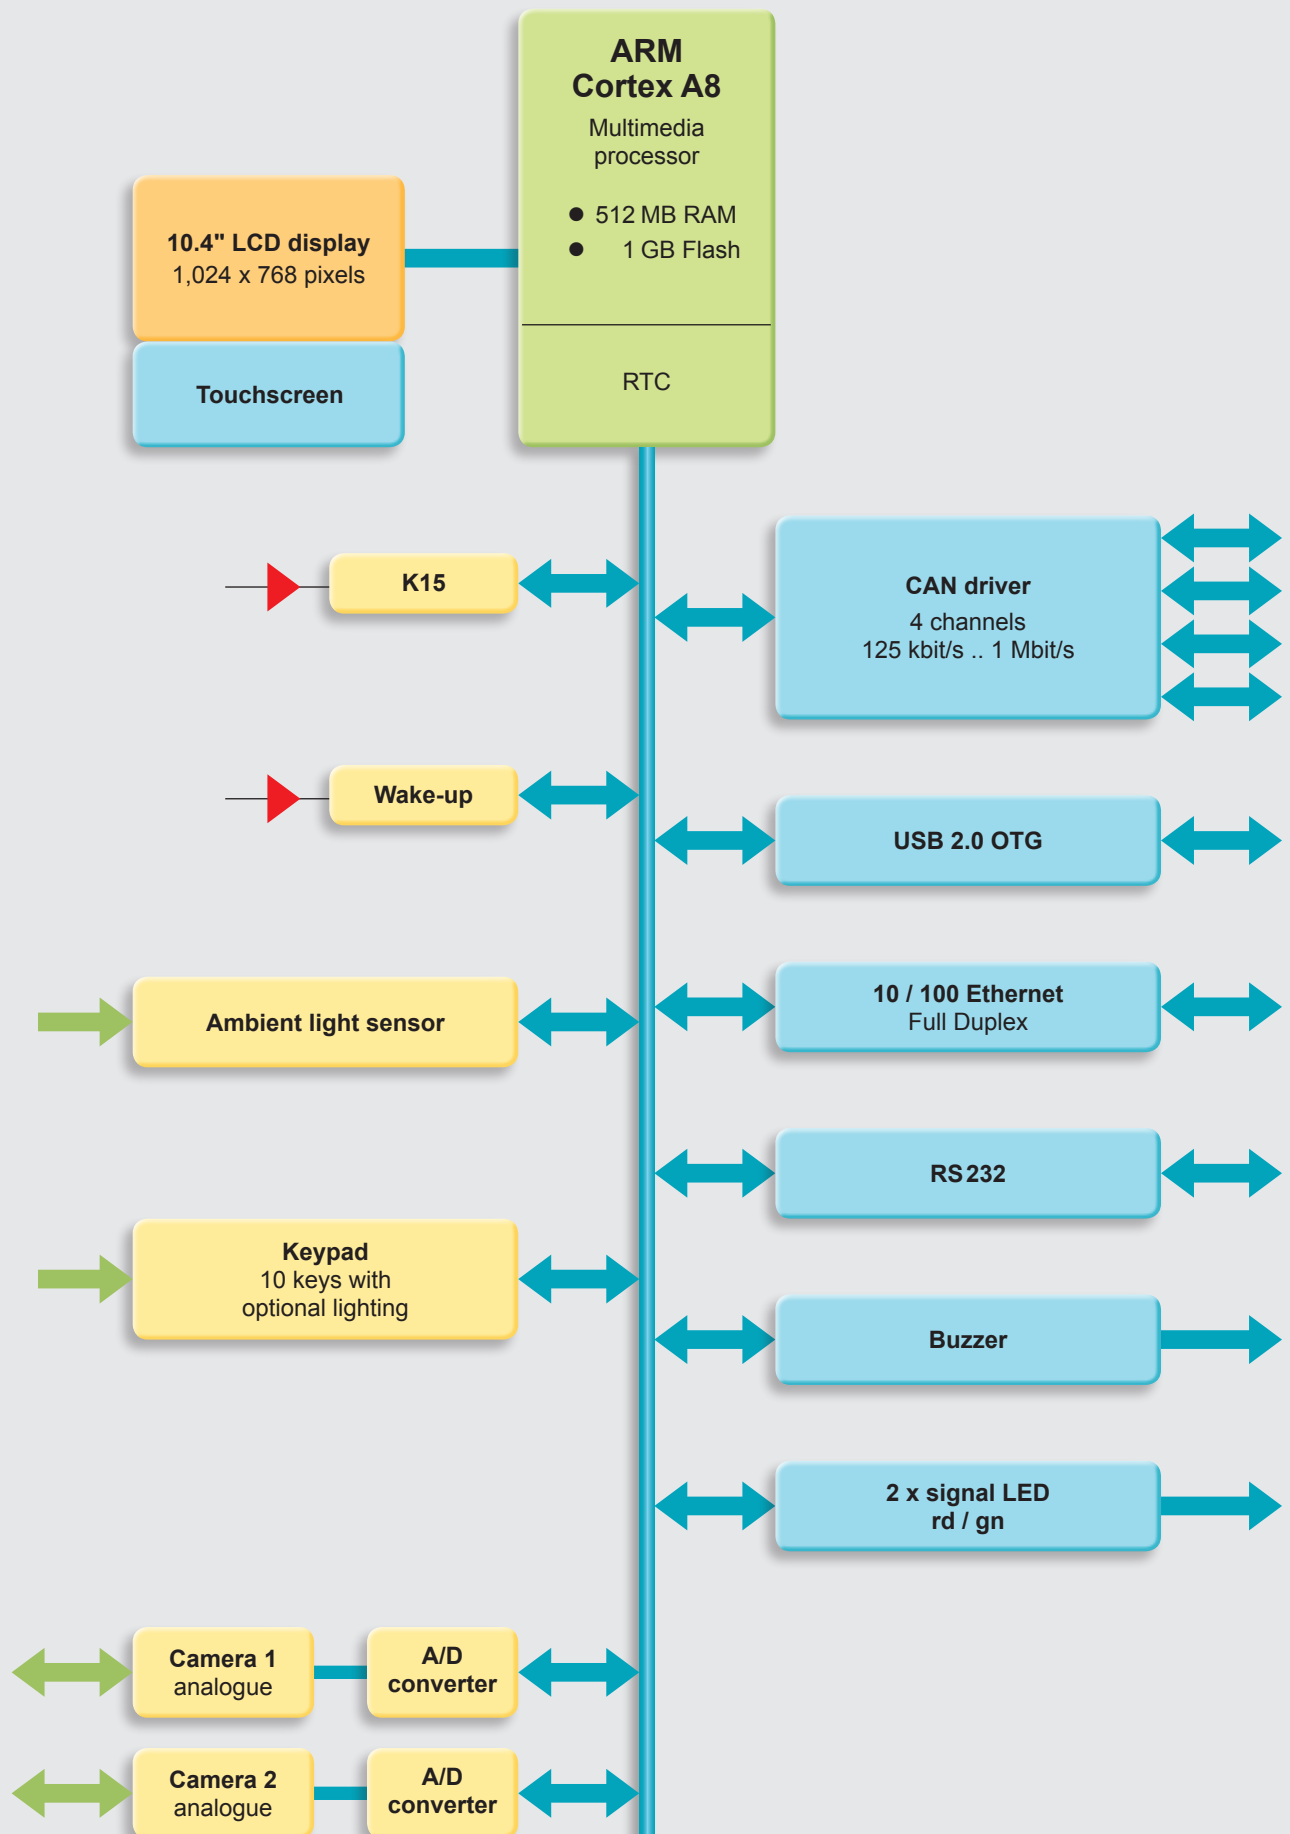 ARM
Cortex A8
Multimedia
processor
● 512 MB RAM
● 1 GB Flash
RTC
10.4" LCD display
1,024 x 768 pixels
Touchscreen
K15
CAN driver
4 channels
125 kbit/s .. 1 Mbit/s
Wake-up
USB 2.0 OTG
Ambient light sensor
10 / 100 Ethernet
Full Duplex
RS232
Keypad
10 keys with
optional lighting
Buzzer
2 x signal LED
rd / gn
Camera 1
analogue
A/D
converter
Camera 2
analogue
A/D
converter